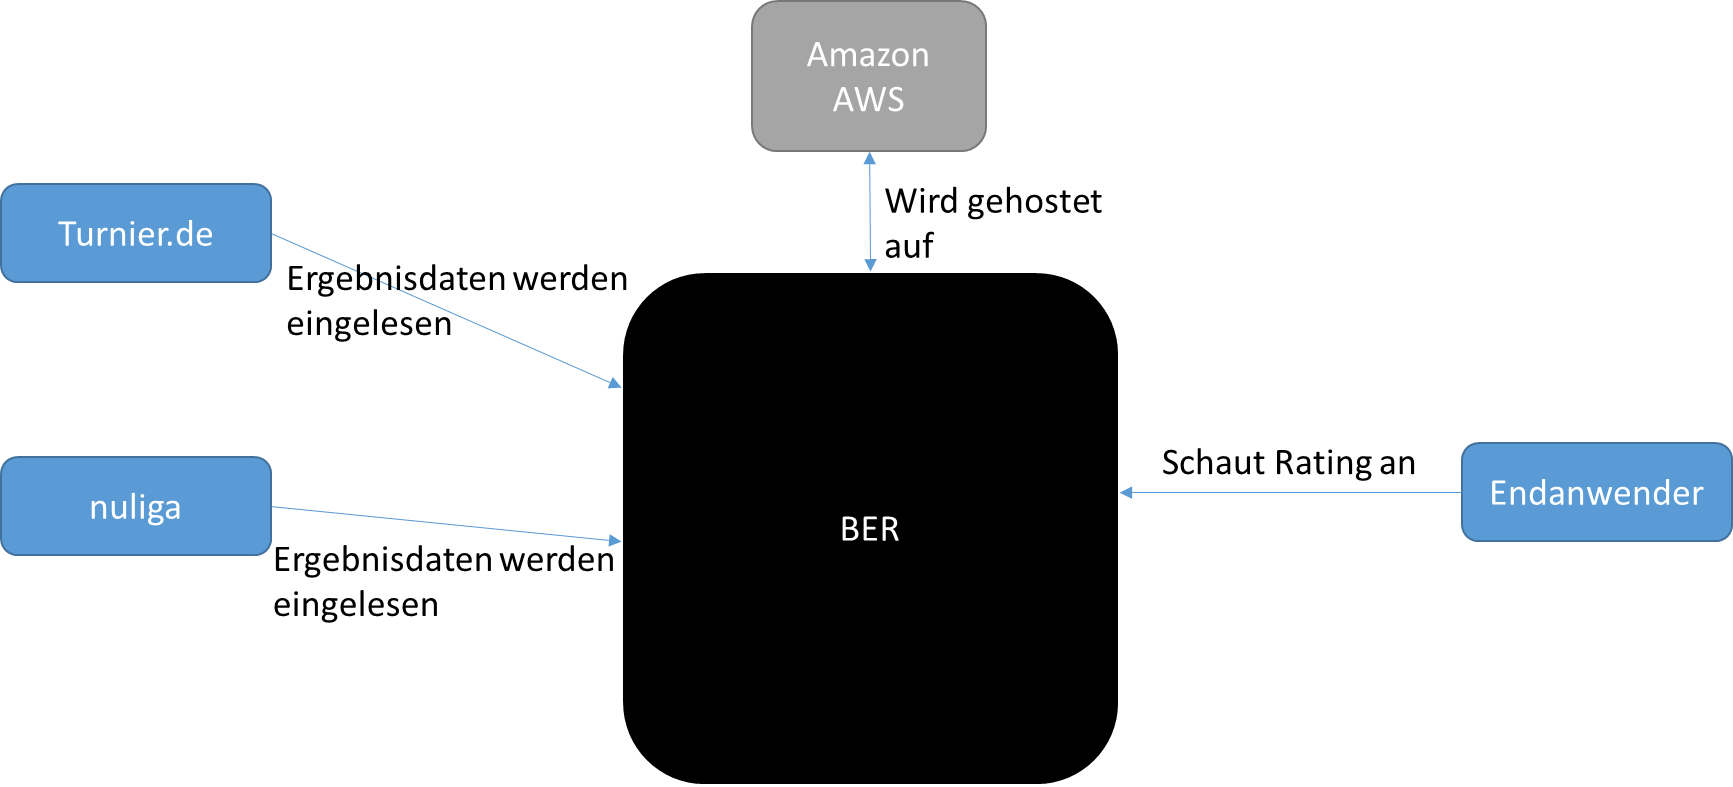 Amazon
AWS
Wird gehostet
auf
Turnier.de
Ergebnisdaten werden
eingelesen
nuliga
Ergebnisdaten werden
eingelesen
BER
Schaut Rating an
Endanwender